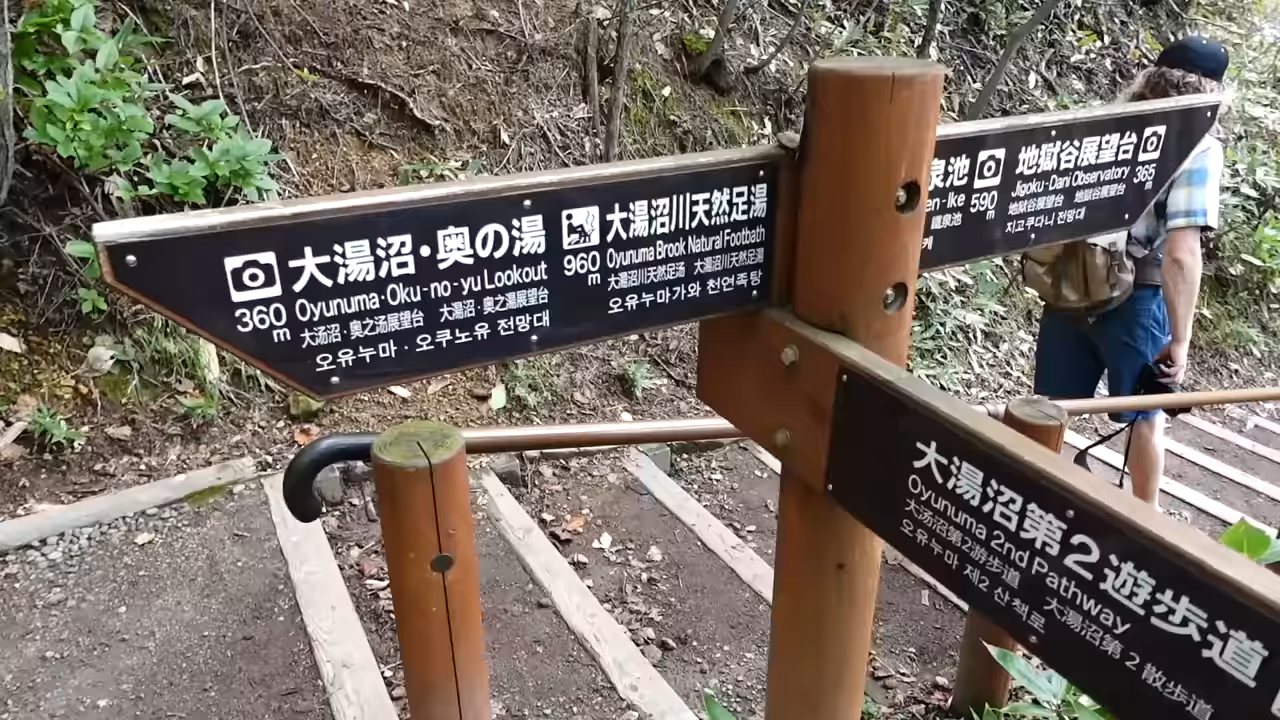 大湯沼・奥の湯
Oyunuma・Oku-no-yu Lookout
360 m
大汤沼・奥之汤展望台 大湯沼・奥之湯展望台
오유누마・오쿠노유 전망대
大湯沼川天然足湯
960 m
Oyunuma Brook Natural Footbath
大湯沼川天然足汤 大湯沼川天然足湯
오유누마가와 천연족탕
泉池
en-ike
590 m
鐵泉池
케
地獄谷展望台
Jigoku-Dani Observatory
365 m
地狱谷展望台 地獄谷展望台
지고쿠다니 전망대
大湯沼第2遊歩道
Oyunuma 2nd Pathway
大汤沼第2游步道 大湯沼第2散步道
오유누마 제2 산책로